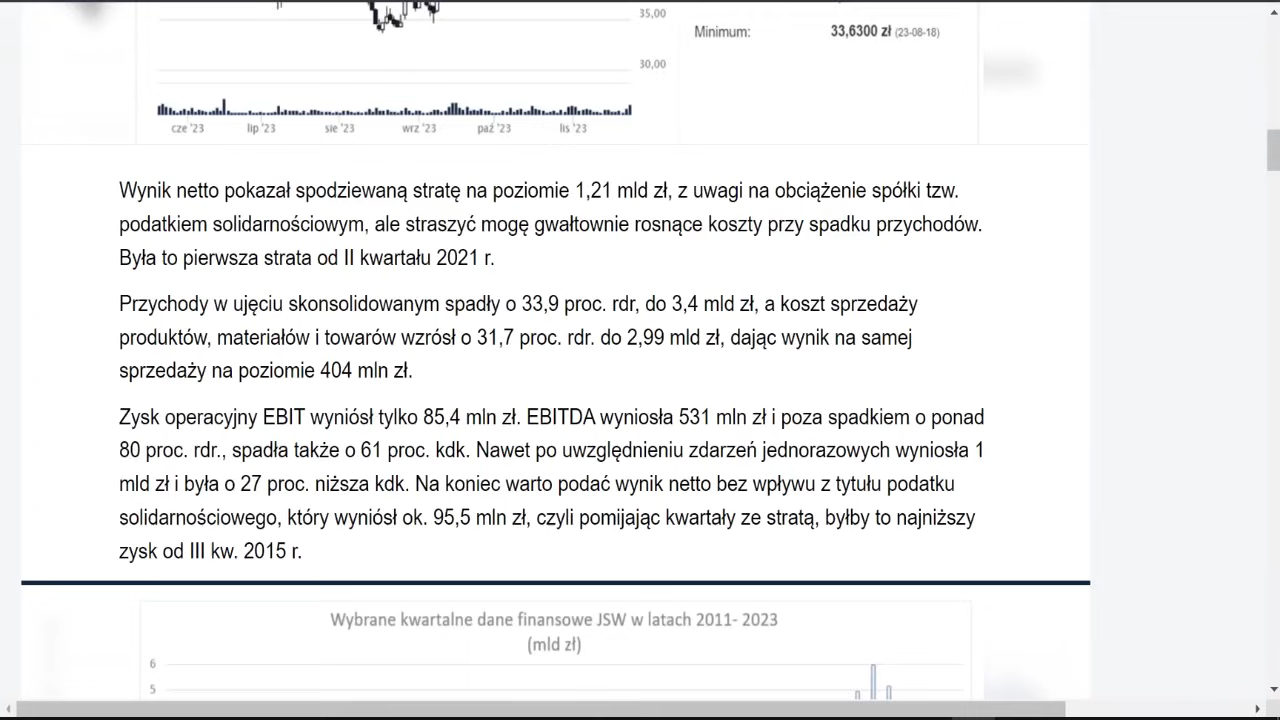 35,00
Minimum: 33,6300 zł (23-08-18)
30,00
cze '23 lip '23 sie '23 wrz '23 paź '23 lis '23
Wynik netto pokazał spodziewaną stratę na poziomie 1,21 mld zł, z uwagi na obciążenie spółki tzw.
podatkiem solidarnościowym, ale straszyć mogę gwałtownie rosnące koszty przy spadku przychodów.
Była to pierwsza strata od II kwartału 2021 r.
Przychody w ujęciu skonsolidowanym spadły o 33,9 proc. rdr, do 3,4 mld zł, a koszt sprzedaży
produktów, materiałów i towarów wzrósł o 31,7 proc. rdr. do 2,99 mld zł, dając wynik na samej
sprzedaży na poziomie 404 mln zł.
Zysk operacyjny EBIT wyniósł tylko 85,4 mln zł. EBITDA wyniosła 531 mln zł i poza spadkiem o ponad
80 proc. rdr., spadła także o 61 proc. kdk. Nawet po uwzględnieniu zdarzeń jednorazowych wyniosła 1
mld zł i była o 27 proc. niższa kdk. Na koniec warto podać wynik netto bez wpływu z tytułu podatku
solidarnościowego, który wyniósł ok. 95,5 mln zł, czyli pomijając kwartały ze stratą, byłby to najniższy
zysk od III kw. 2015 r.
Wybrane kwartalne dane finansowe JSW w latach 2011- 2023
(mld zł)
6
5